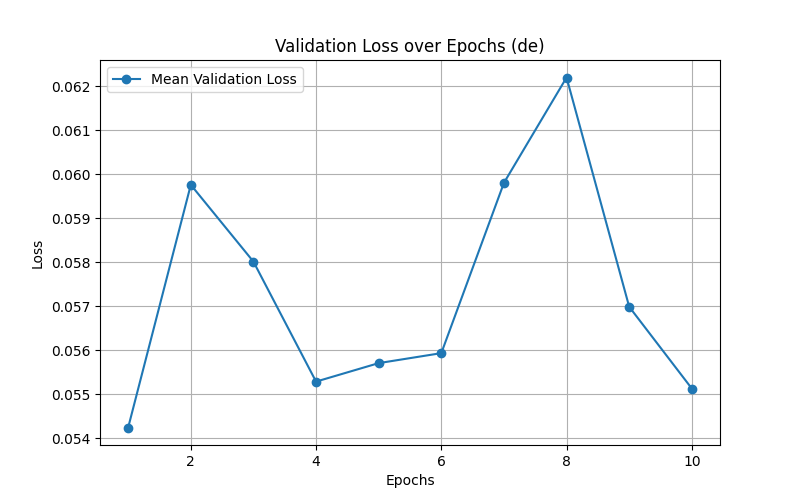 Validation Loss over Epochs (de)
Mean Validation Loss
0.062
0.061
0.060
0.059
0.058
0.057
0.056
0.055
0.054
Loss
2 4 6 8 10
Epochs